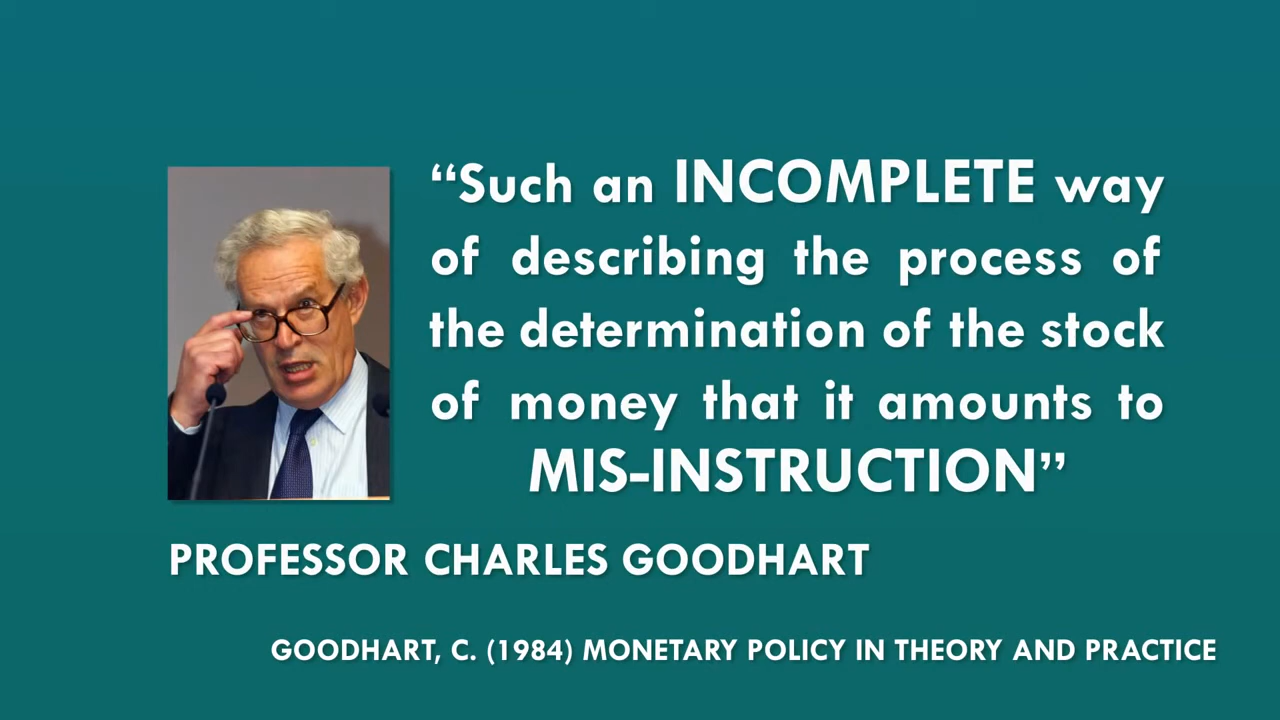 “Such an INCOMPLETE way
of describing the process of
the determination of the stock
of money that it amounts to
MIS-INSTRUCTION”
PROFESSOR CHARLES GOODHART
GOODHART, C. (1984) MONETARY POLICY IN THEORY AND PRACTICE